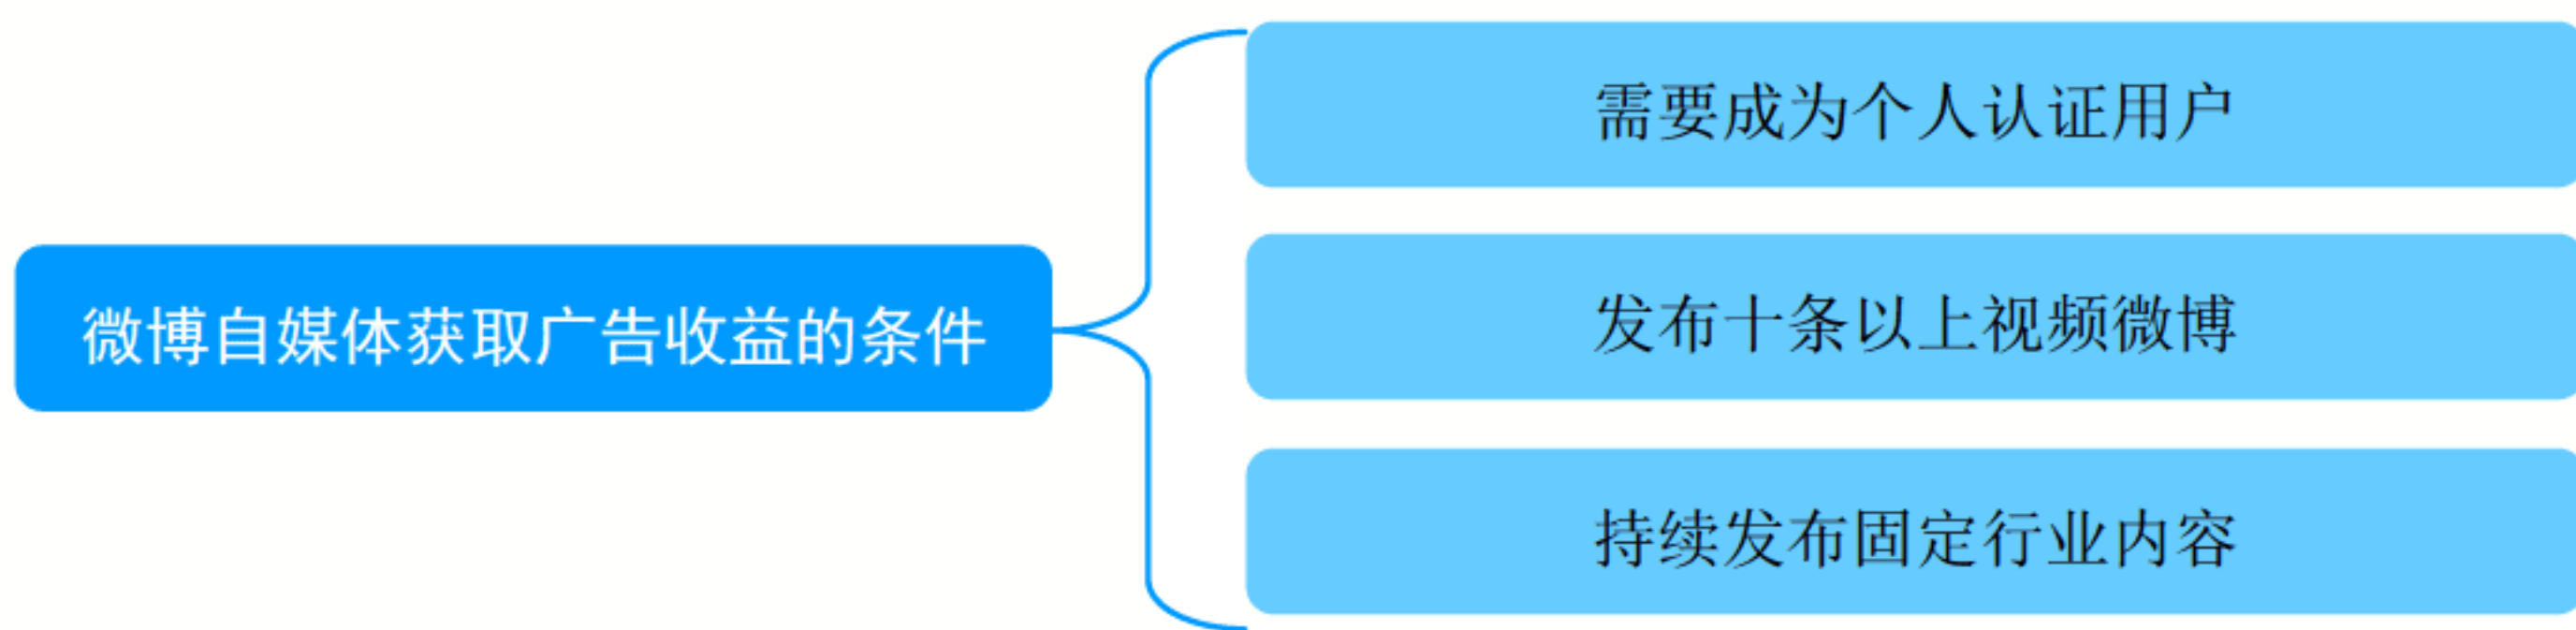 微博自媒体获取广告收益的条件
需要成为个人认证用户
发布十条以上视频微博
持续发布固定行业内容